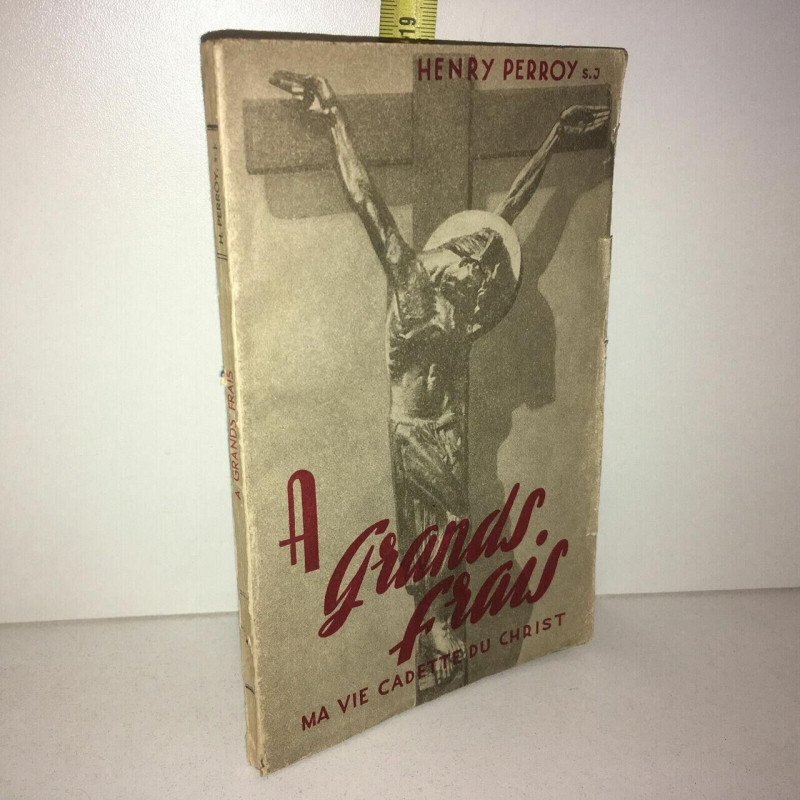 19
HENRY PERROY S.J
A
Grands.
frais
MA VIE CADETTE DU CHRIST
H. PERROY. S.J.
A GRANDS FRAIS